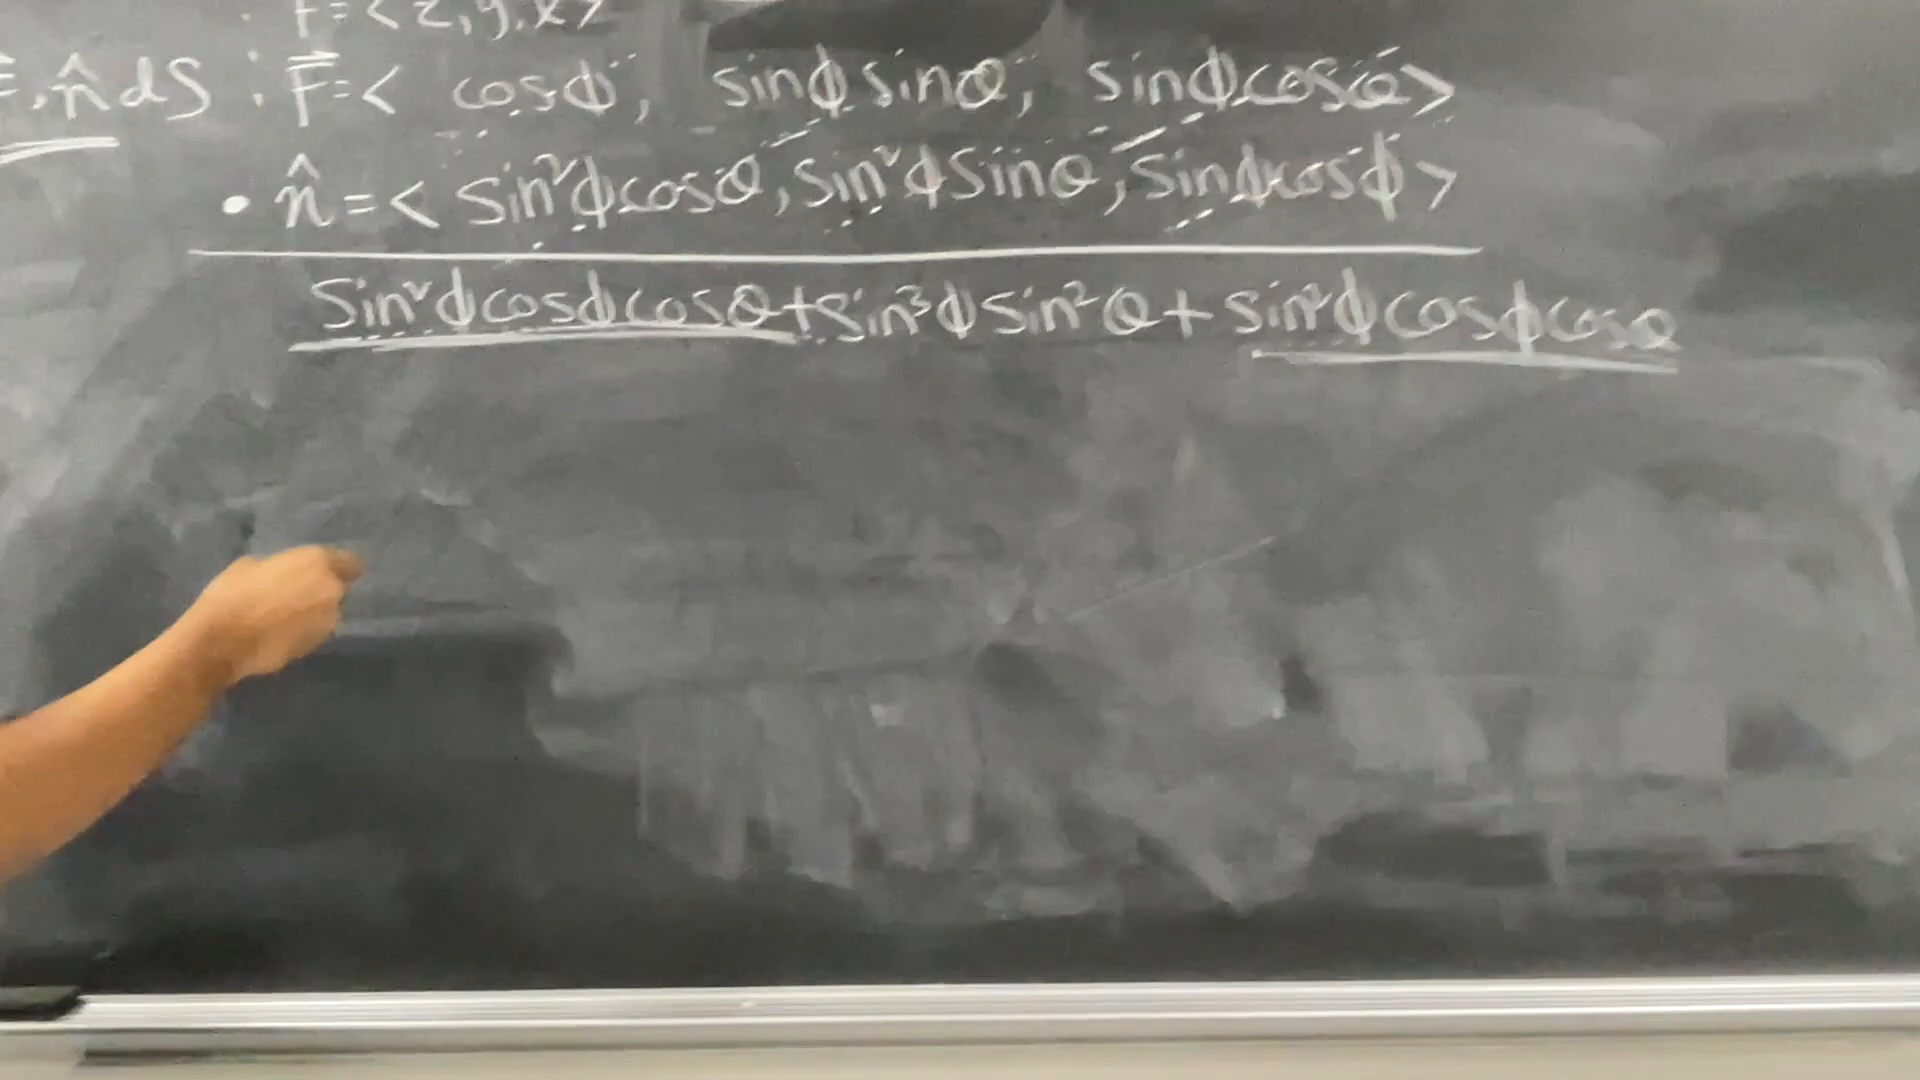 F = < z, y, x >
F⃗ · n̂ dS : F⃗ = < cosϕ, sinϕ sinθ, sinϕ cosθ >
• n̂ = < sin²ϕ cosθ, sin²ϕ sinθ, sinϕ cosϕ >
sin²ϕ cosϕ cosθ + sin³ϕ sin²θ + sin²ϕ cosϕ cosθ